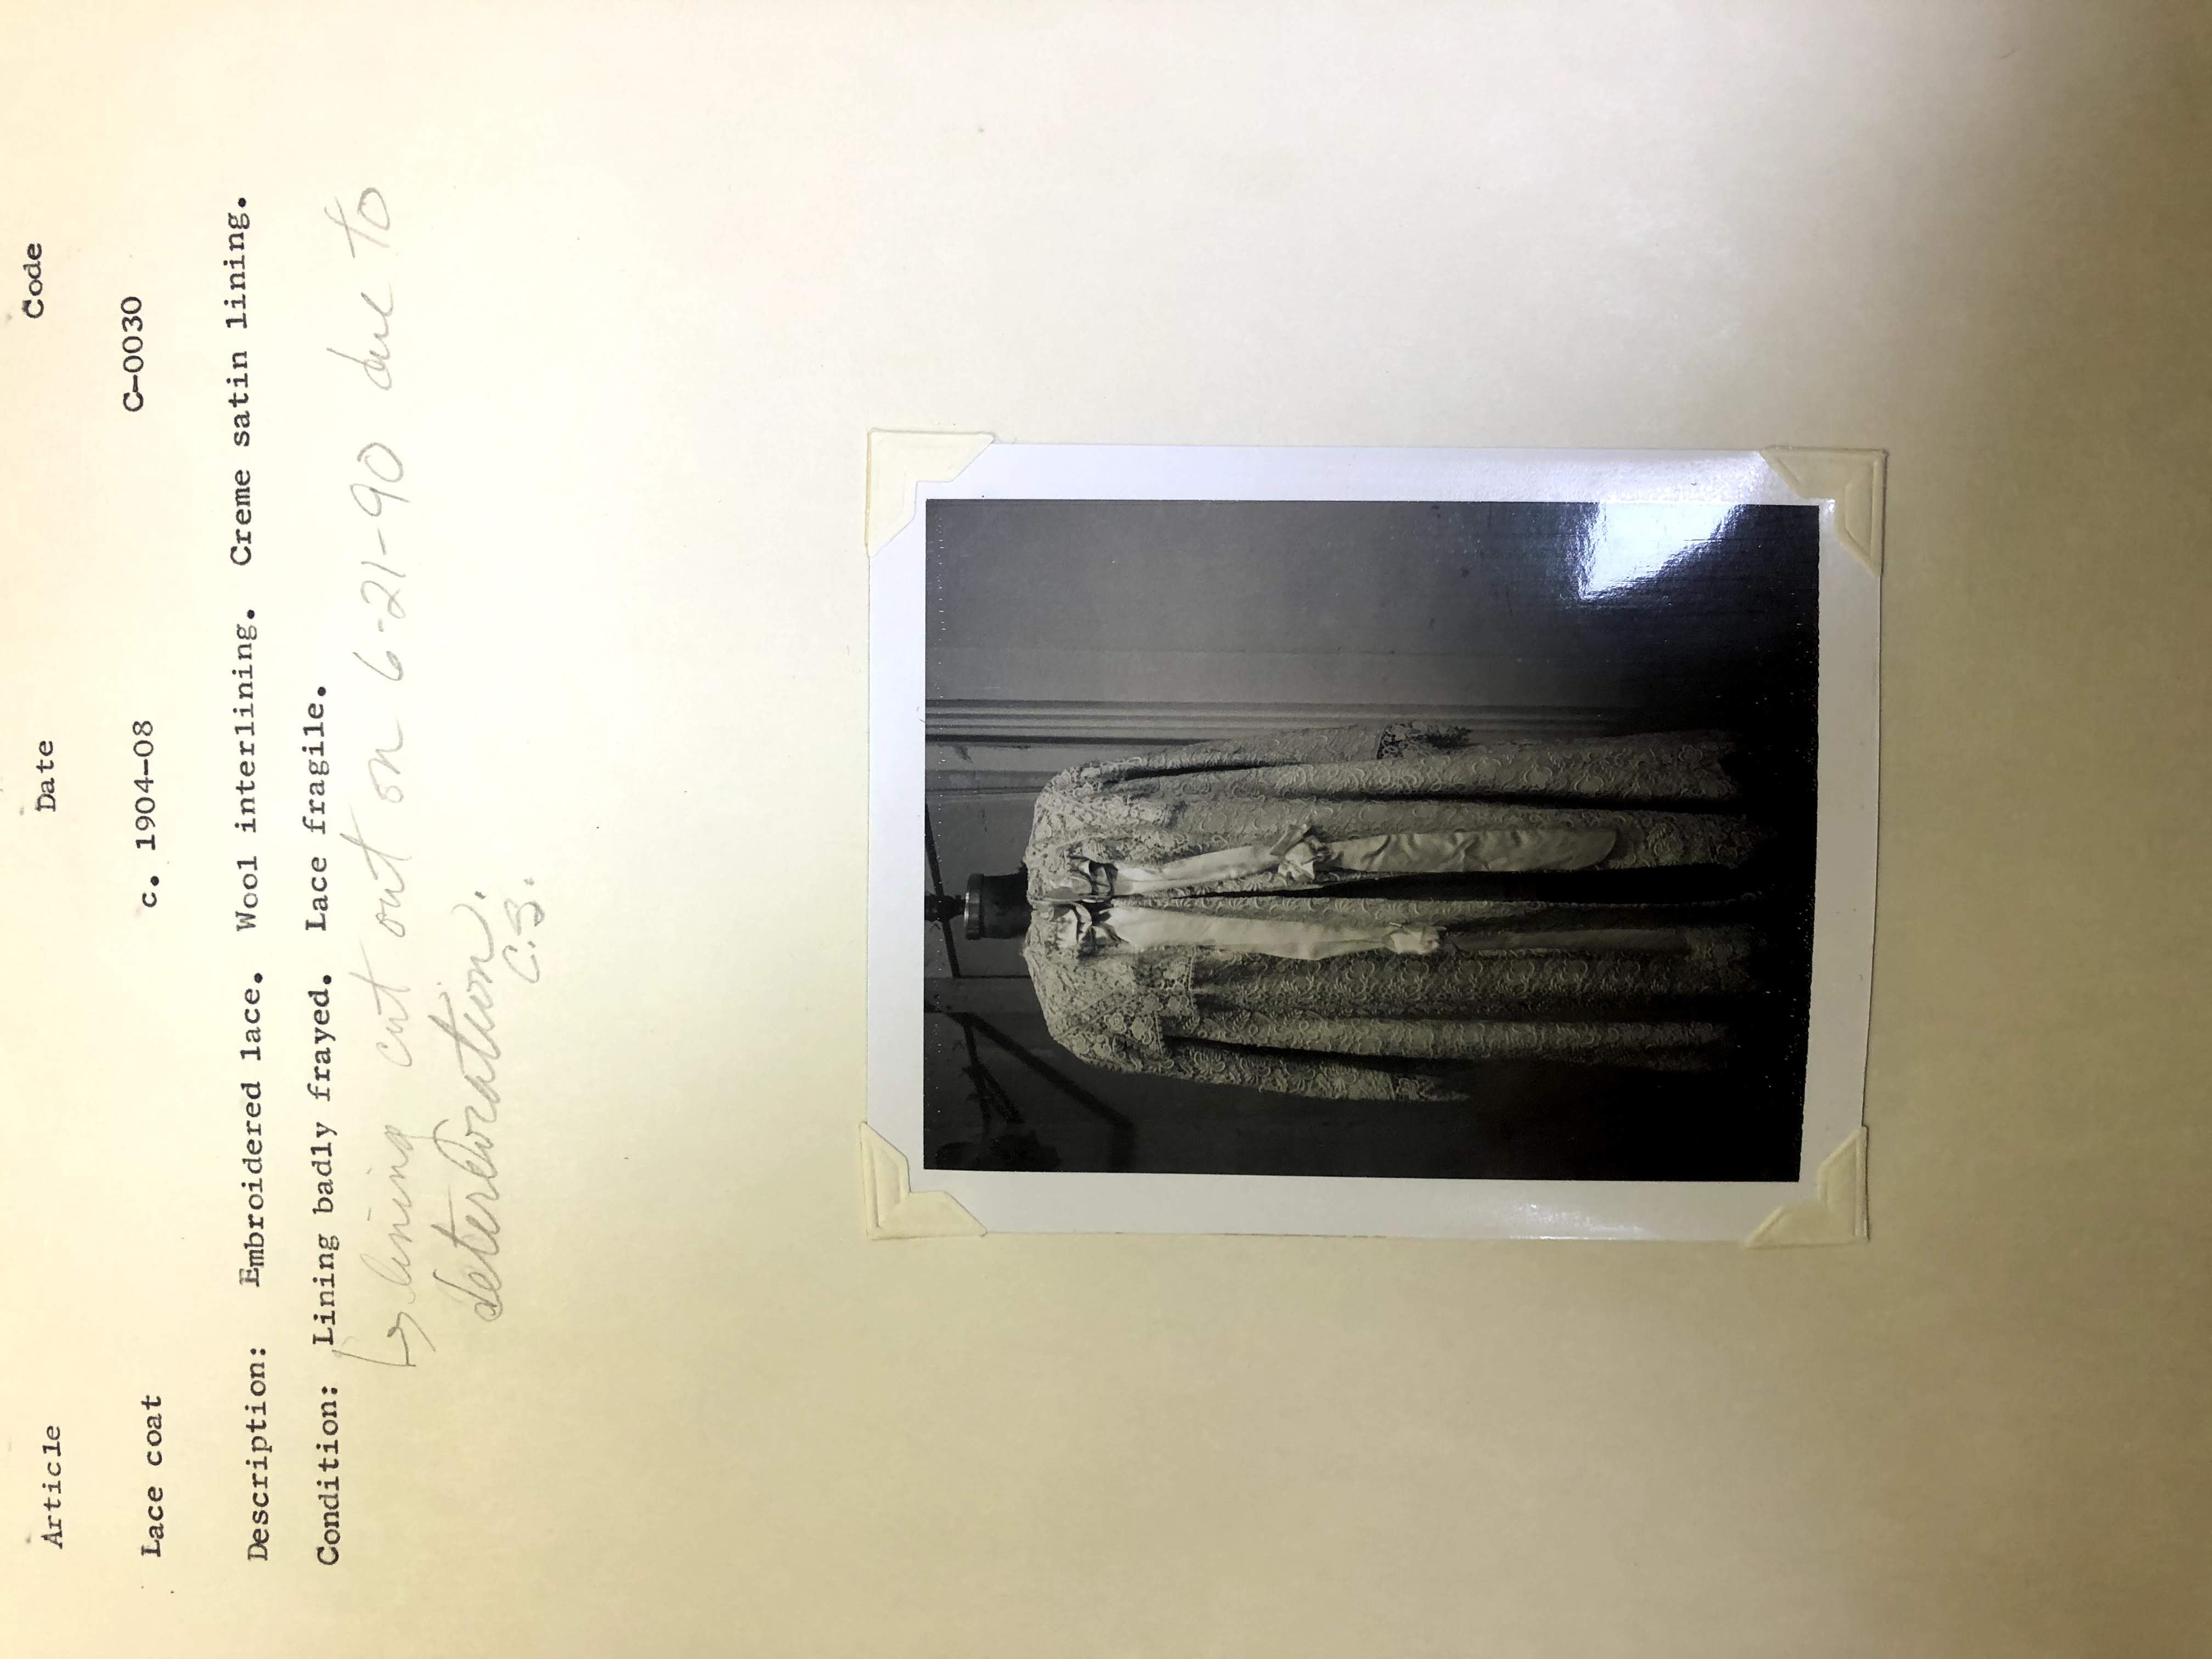 Article Date Code
Lace coat c. 1904-08 C-0030
Description: Embroidered lace. Wool interlining. Creme satin lining.
Condition: Lining badly frayed. Lace fragile.
lining cut out on 6-21-90 due to
deterioration.
C.S.